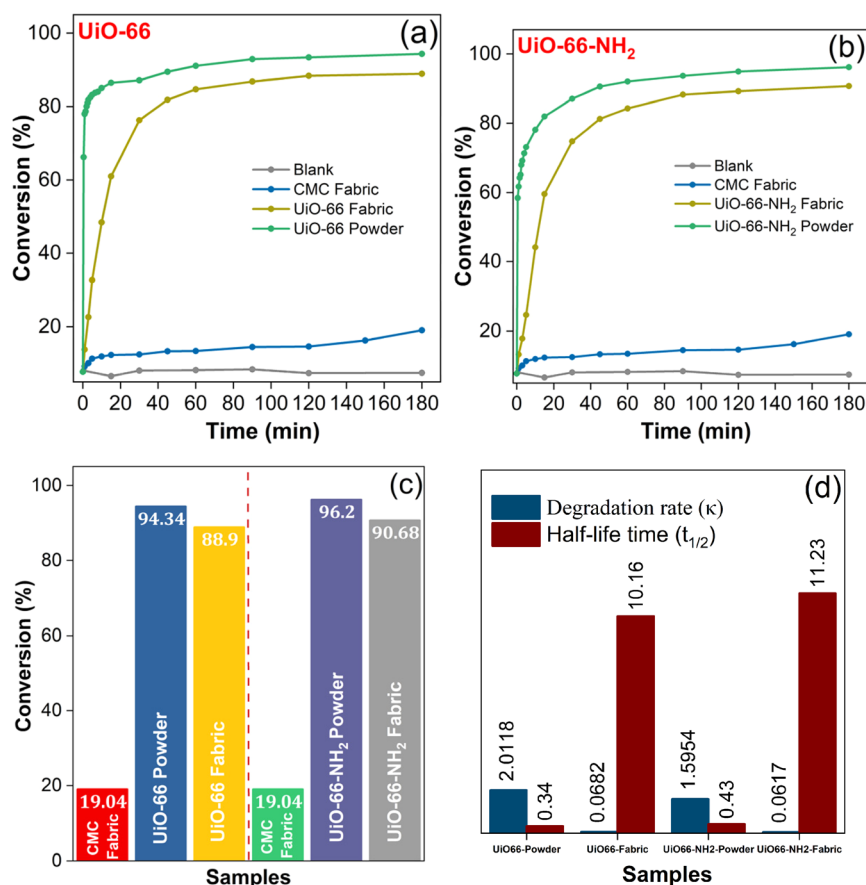 UiO-66
(a)
100
80
60
40
20
Conversion (%)
Blank
CMC Fabric
UiO-66 Fabric
UiO-66 Powder
0 20 40 60 80 100 120 140 160 180
Time (min)
UiO-66-NH₂
(b)
100
80
60
40
20
Conversion (%)
Blank
CMC Fabric
UiO-66-NH₂ Fabric
UiO-66-NH₂ Powder
0 20 40 60 80 100 120 140 160 180
Time (min)
(c)
100
80
60
40
20
0
Conversion (%)
19.04
CMC
Fabric
94.34
UiO-66 Powder
88.9
UiO-66 Fabric
19.04
CMC
Fabric
96.2
UiO-66-NH₂ Powder
90.68
UiO-66-NH₂ Fabric
Samples
(d)
Degradation rate (κ)
Half-life time (t₁/₂)
2.0118
0.34
0.0682
10.16
1.5954
0.43
0.0617
11.23
UiO66-Powder UiO66-Fabric UiO66-NH2-Powder UiO66-NH2-Fabric
Samples